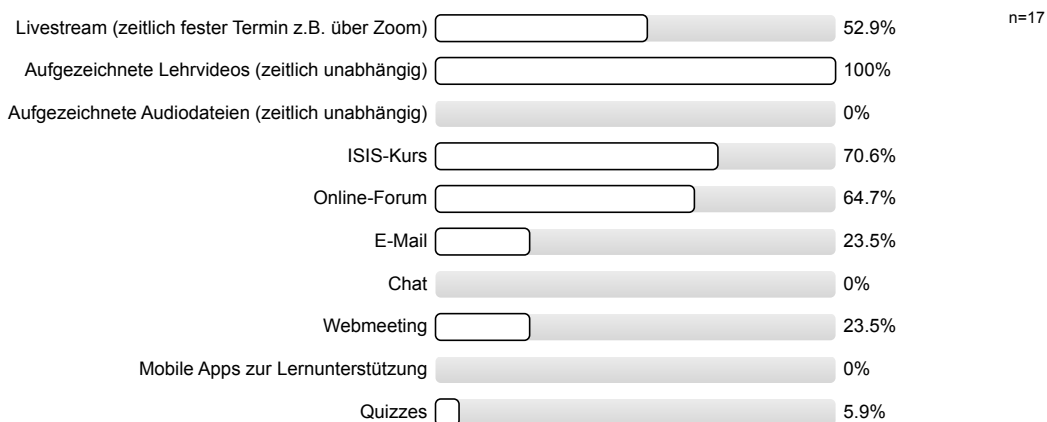 n=17
Livestream (zeitlich fester Termin z.B. über Zoom) 52.9%
Aufgezeichnete Lehrvideos (zeitlich unabhängig) 100%
Aufgezeichnete Audiodateien (zeitlich unabhängig) 0%
ISIS-Kurs 70.6%
Online-Forum 64.7%
E-Mail 23.5%
Chat 0%
Webmeeting 23.5%
Mobile Apps zur Lernunterstützung 0%
Quizzes 5.9%